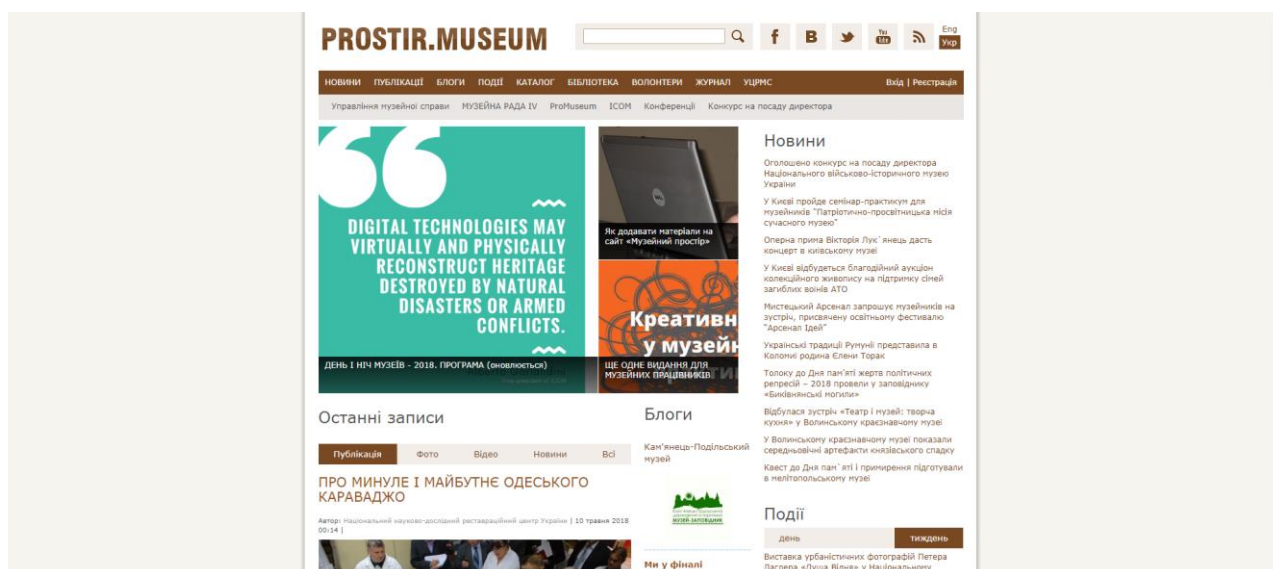 PROSTIR.MUSEUM
f
B
You
Tube
Eng
Укр
НОВИНИ ПУБЛІКАЦІЇ БЛОГИ ПОДІЇ КАТАЛОГ БІБЛІОТЕКА ВОЛОНТЕРИ ЖУРНАЛ УЦРМС Вхід | Реєстрація
Управління музейної справи МУЗЕЙНА РАДА IV ProMuseum ICOM Конференції Конкурс на посаду директора
DIGITAL TECHNOLOGIES MAY
VIRTUALLY AND PHYSICALLY
RECONSTRUCT HERITAGE
DESTROYED BY NATURAL
DISASTERS OR ARMED
CONFLICTS.
ДЕНЬ І НІЧ МУЗЕЇВ - 2018. ПРОГРАМА (оновлюється)
Як додавати матеріали на
сайт «Музейний простір»
Креативн
у музейн
ЩЕ ОДНЕ ВИДАННЯ ДЛЯ
МУЗЕЙНИХ ПРАЦІВНИКІВ
Новини
Оголошено конкурс на посаду директора
Національного військово-історичного музею
України
У Києві пройде семінар-практикум для
музейників "Патріотично-просвітницька місія
сучасного музею"
Оперна прима Вікторія Лук`янець дасть
концерт в київському музеї
У Києві відбудеться благодійний аукціон
колекційного живопису на підтримку сімей
загиблих воїнів АТО
Мистецький Арсенал запрошує музейників на
зустріч, присвячену освітньому фестивалю
"Арсенал Ідей"
Українські традиції Румунії представила в
Коломиї родина Єлени Торак
Толоку до Дня пам'яті жертв політичних
репресій – 2018 провели у заповіднику
«Биківнянські могили»
Відбулася зустріч «Театр і музей: творча
кухня» у Волинському краєзнавчому музеї
У Волинському краєзнавчому музеї показали
середньовічні артефакти князівського спадку
Квест до Дня пам`яті і примирення підготували
в мелітопольському музеї
Останні записи
Публікація Фото Відео Новини Всі
ПРО МИНУЛЕ І МАЙБУТНЄ ОДЕСЬКОГО
КАРАВАДЖО
Автор: Національний науково-дослідний реставраційний центр України | 10 травня 2018
00:14 |
Блоги
Кам'янець-Подільський
музей
МУЗЕЙ-ЗАПОВІДНИК
Ми у фіналі
Події
день тиждень
Виставка урбаністичних фотографій Петера